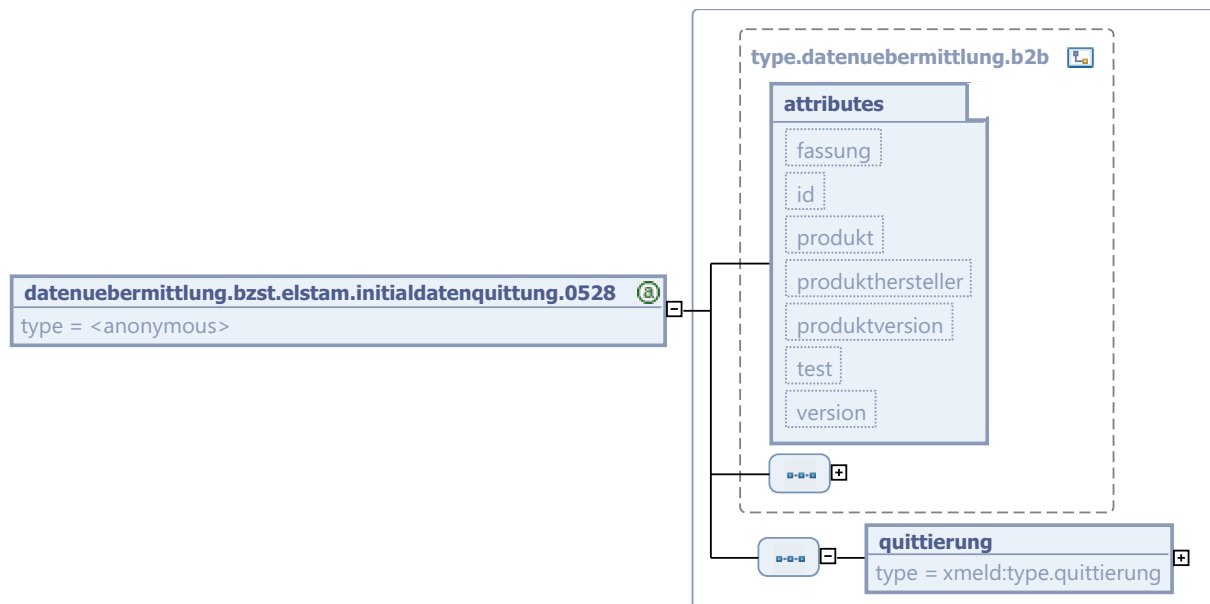 type.datenuebermittlung.b2b
attributes
fassung
id
produkt
produkthersteller
produktversion
test
version
datenuebermittlung.bzst.elstam.initialdatenquittung.0528 a
type = <anonymous>
quittierung
type = xmeld:type.quittierung